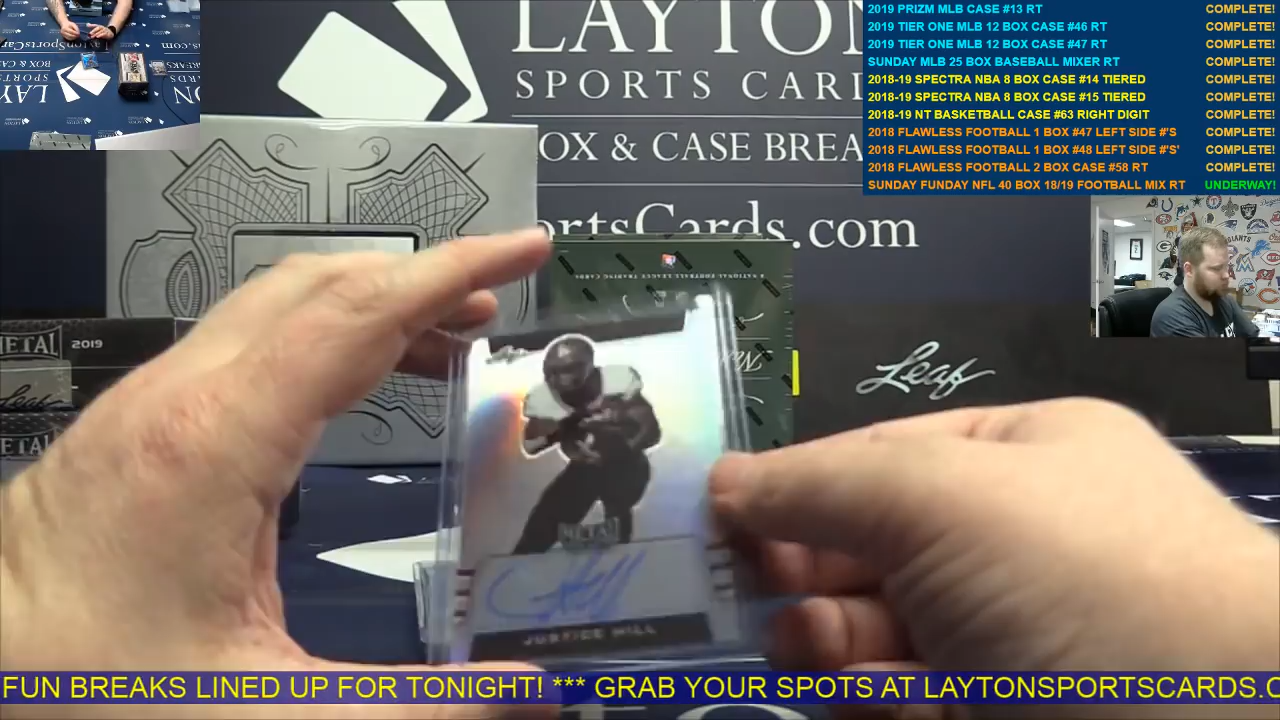 LAYTON
SPORTS CARD
BOX & CASE BREA
ortsCards.com
2019 PRIZM MLB CASE #13 RT COMPLETE!
2019 TIER ONE MLB 12 BOX CASE #46 RT COMPLETE!
2019 TIER ONE MLB 12 BOX CASE #47 RT COMPLETE!
SUNDAY MLB 25 BOX BASEBALL MIXER RT COMPLETE!
2018-19 SPECTRA NBA 8 BOX CASE #14 TIERED COMPLETE!
2018-19 SPECTRA NBA 8 BOX CASE #15 TIERED COMPLETE!
2018-19 NT BASKETBALL CASE #63 RIGHT DIGIT COMPLETE!
2018 FLAWLESS FOOTBALL 1 BOX #47 LEFT SIDE #'S COMPLETE!
2018 FLAWLESS FOOTBALL 1 BOX #48 LEFT SIDE #'S' COMPLETE!
2018 FLAWLESS FOOTBALL 2 BOX CASE #58 RT COMPLETE!
SUNDAY FUNDAY NFL 40 BOX 18/19 FOOTBALL MIX RT UNDERWAY!
METAL 2019
Leaf
METAL
Leaf
METAL
JUSTICE HILL
FUN BREAKS LINED UP FOR TONIGHT! *** GRAB YOUR SPOTS AT LAYTONSPORTSCARDS.C